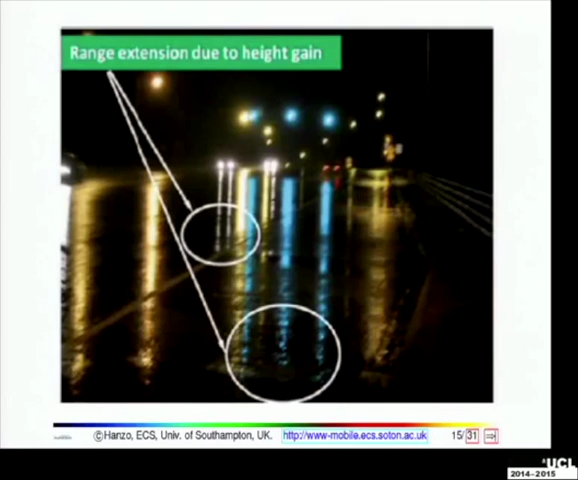 Range extension due to height gain
©Hanzo, ECS, Univ. of Southampton, UK. http://www-mobile.ecs.soton.ac.uk 15/31
UCL
2014-2015